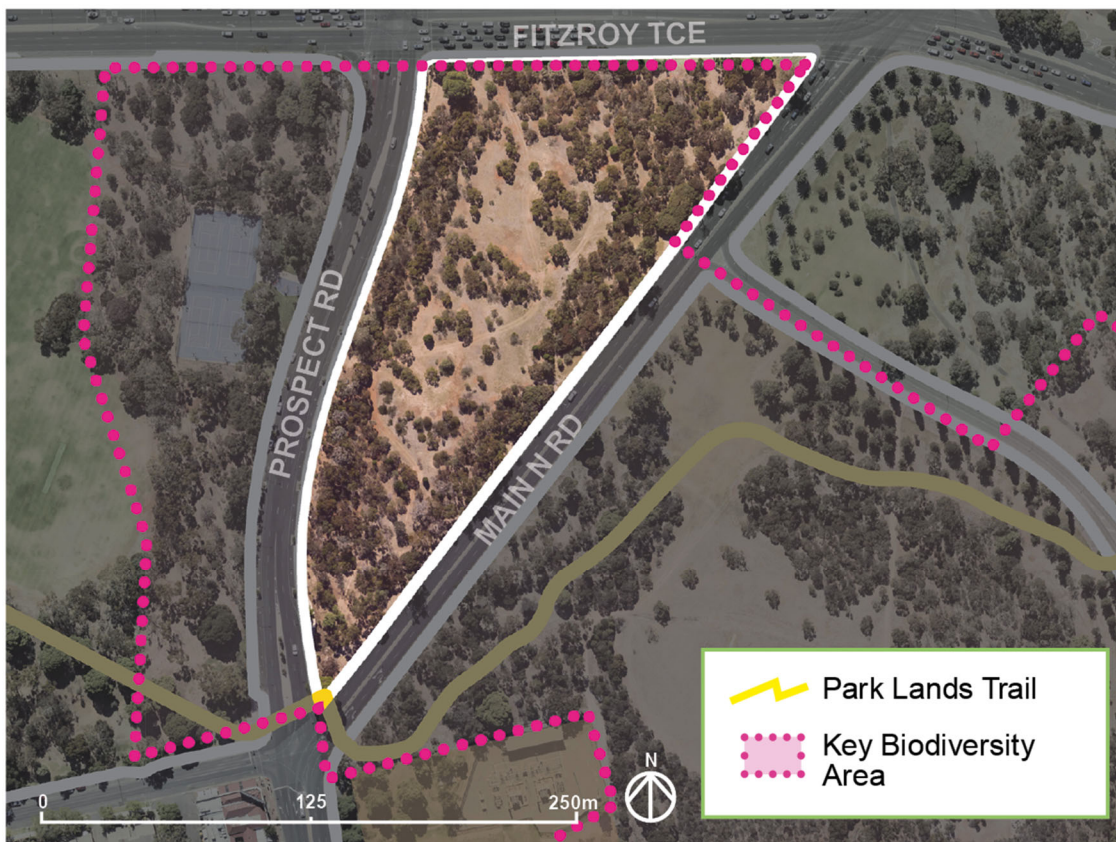 FITZROY TCE
PROSPECT RD
MAIN N RD
Park Lands Trail
Key Biodiversity
Area
N
0 125 250m